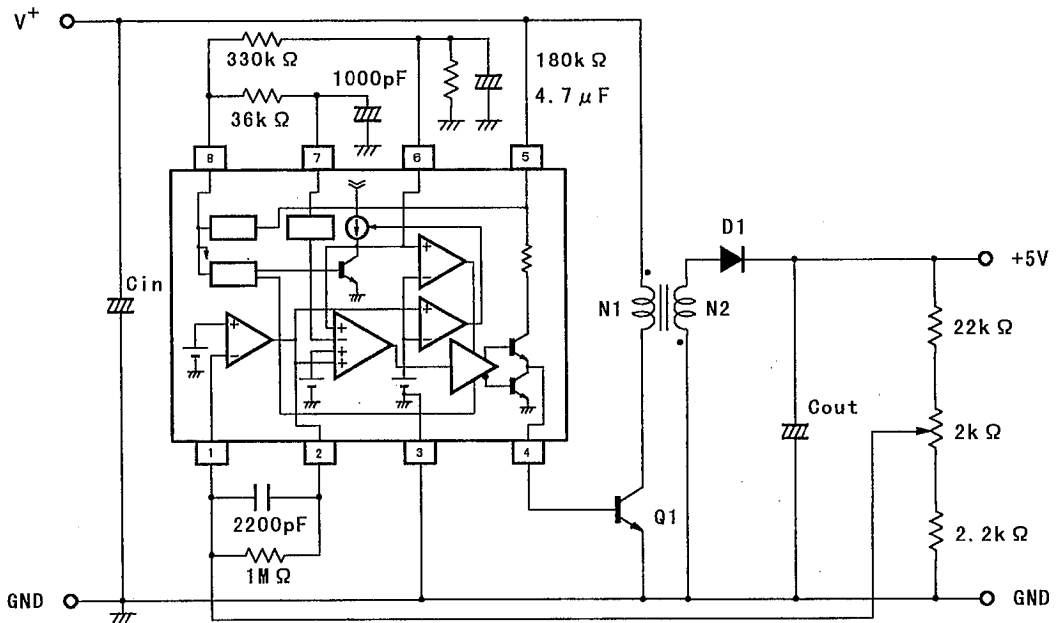 V⁺
330kΩ
180kΩ
1000pF
4.7μF
36kΩ
8
7
6
5
D1
+5V
Cin
N1
N2
22kΩ
Cout
2kΩ
1
2
3
4
2200pF
Q1
2.2kΩ
1MΩ
GND
GND